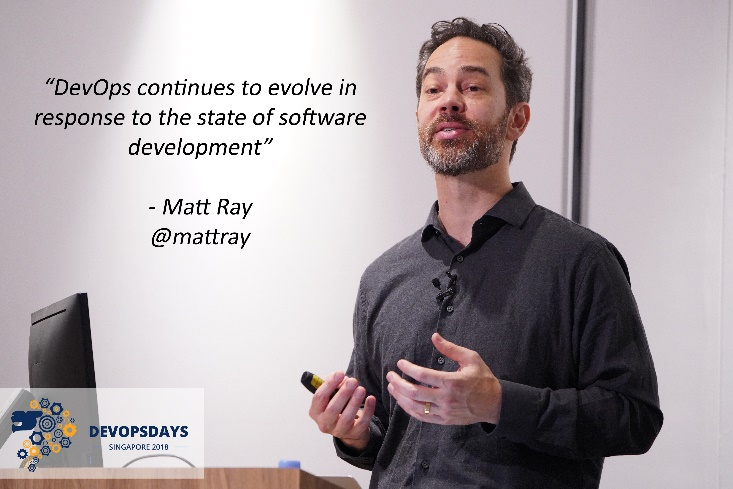 “DevOps continues to evolve in
response to the state of software
development”
- Matt Ray
@mattray
DEVOPSDAYS
SINGAPORE 2018